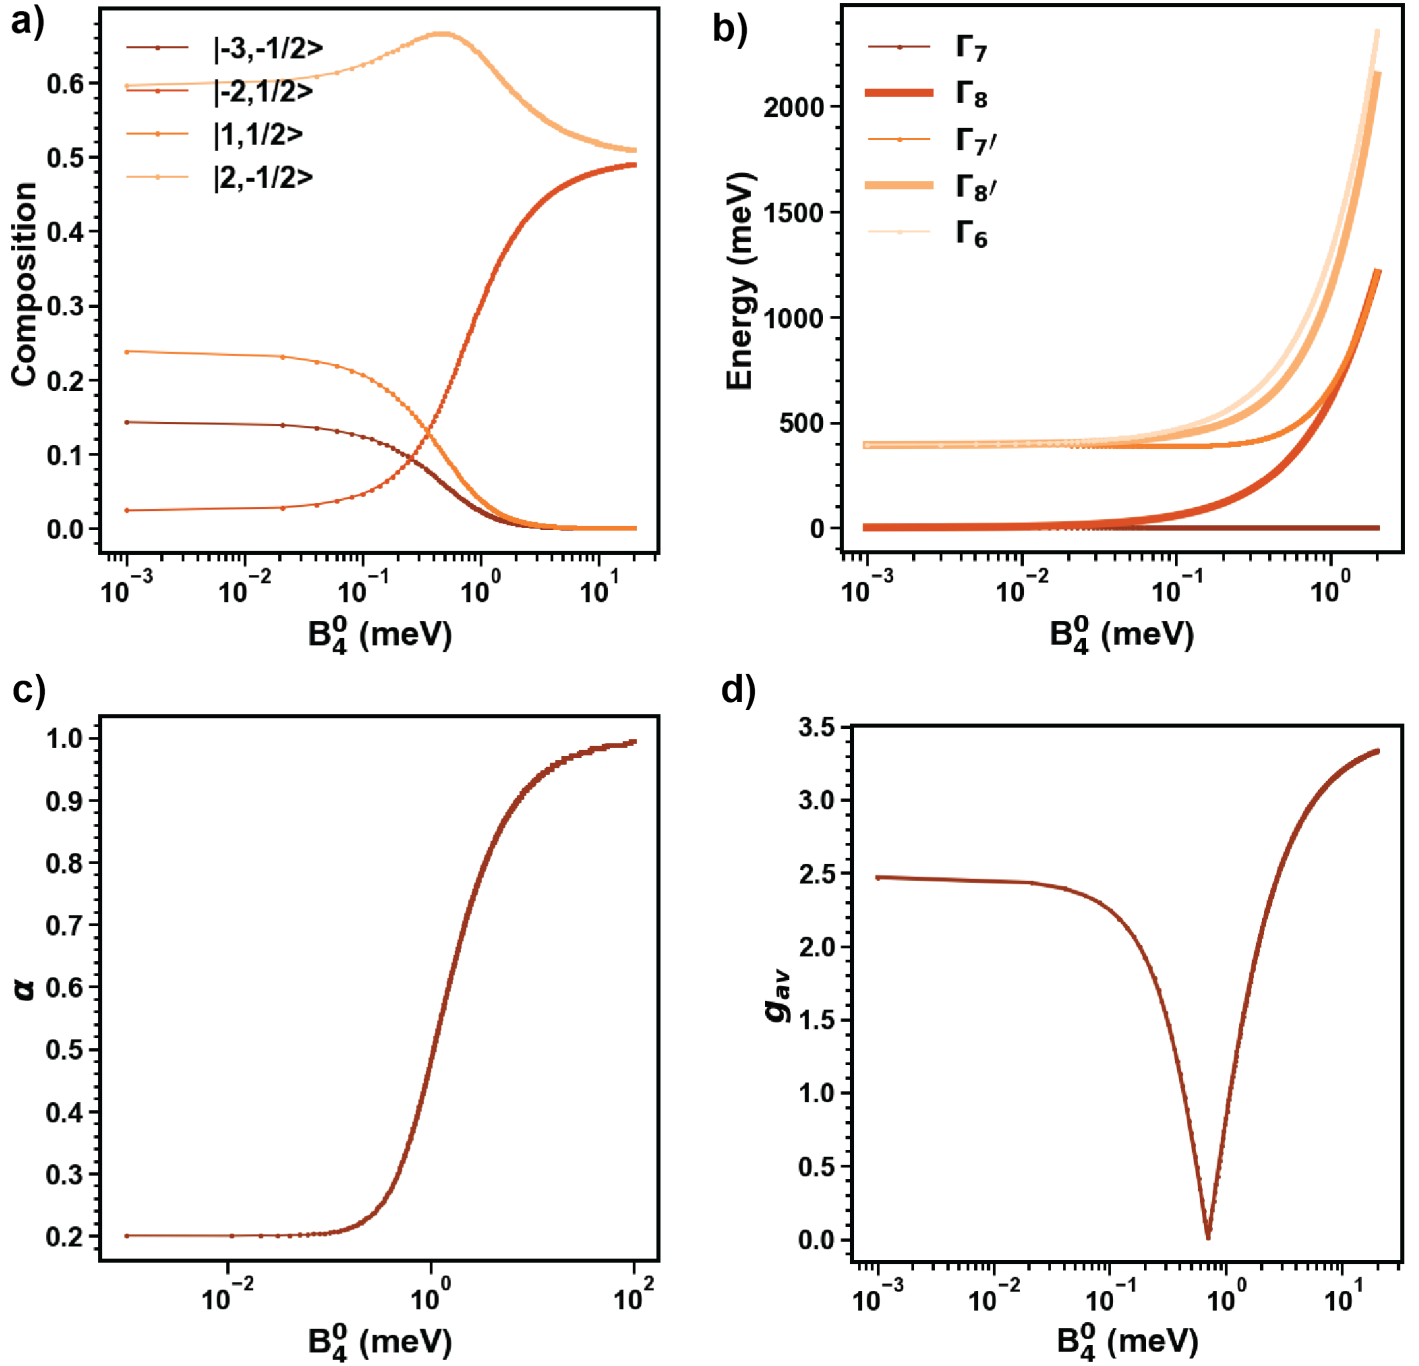 a)
|-3,-1/2>
|-2,1/2>
|1,1/2>
|2,-1/2>
0.6
0.5
0.4
0.3
0.2
0.1
0.0
Composition
10⁻³
10⁻²
10⁻¹
10⁰
10¹
B₄⁰ (meV)
b)
Γ₇
Γ₈
Γ₇′
Γ₈′
Γ₆
2000
1500
1000
500
0
Energy (meV)
10⁻³
10⁻²
10⁻¹
10⁰
B₄⁰ (meV)
c)
1.0
0.9
0.8
0.7
0.6
0.5
0.4
0.3
0.2
α
10⁻²
10⁰
10²
B₄⁰ (meV)
d)
3.5
3.0
2.5
2.0
1.5
1.0
0.5
0.0
g_av
10⁻³
10⁻²
10⁻¹
10⁰
10¹
B₄⁰ (meV)